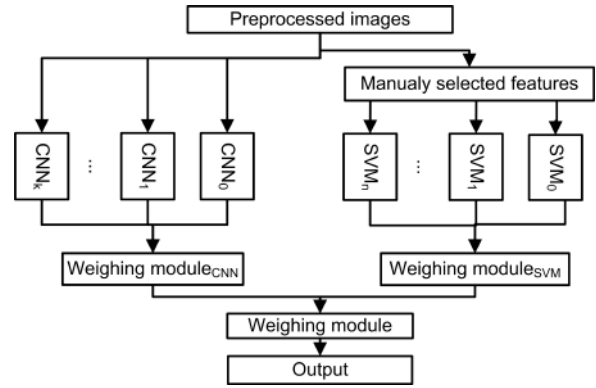 Preprocessed images
Manualy selected features
CNNk
...
CNN1
CNN0
SVMn
...
SVM1
SVM0
Weighing moduleCNN
Weighing moduleSVM
Weighing module
Output